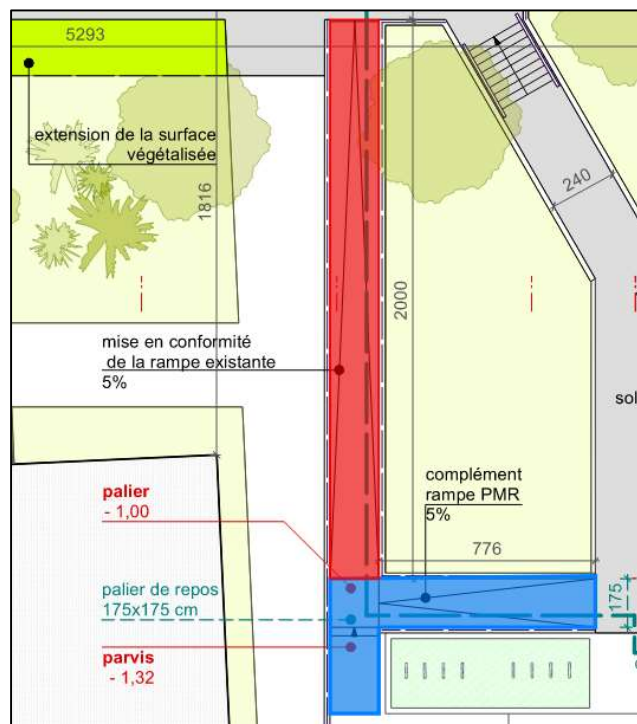 5293
extension de la surface
végétalisée
1816
240
2000
mise en conformité
de la rampe existante
5%
sol
palier
- 1,00
complément
rampe PMR
5%
776
palier de repos
175x175 cm
175
parvis
- 1,32